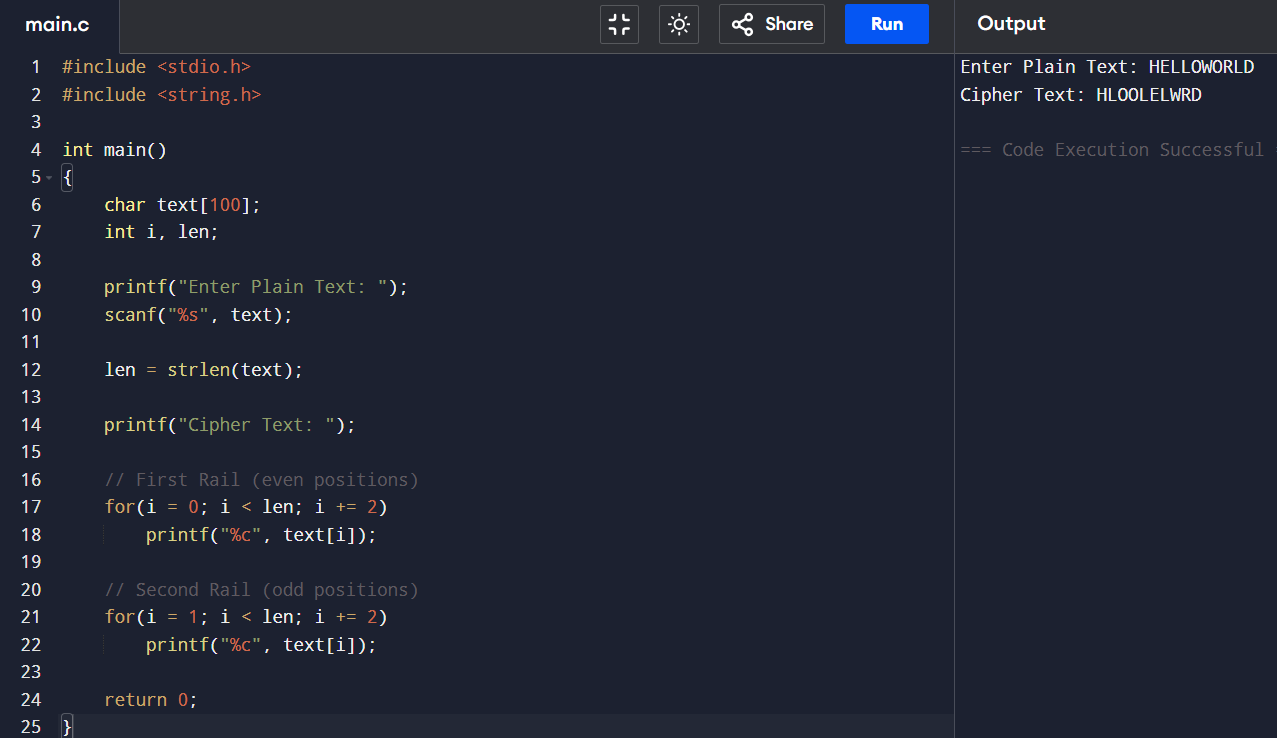 main.c Share Run Output
1 #include <stdio.h>
2 #include <string.h>
3
4 int main()
5 {
6     char text[100];
7     int i, len;
8
9     printf("Enter Plain Text: ");
10     scanf("%s", text);
11
12     len = strlen(text);
13
14     printf("Cipher Text: ");
15
16     // First Rail (even positions)
17     for(i = 0; i < len; i += 2)
18         printf("%c", text[i]);
19
20     // Second Rail (odd positions)
21     for(i = 1; i < len; i += 2)
22         printf("%c", text[i]);
23
24     return 0;
25 }
Enter Plain Text: HELLOWORLD
Cipher Text: HLOOLELWRD
=== Code Execution Successful =